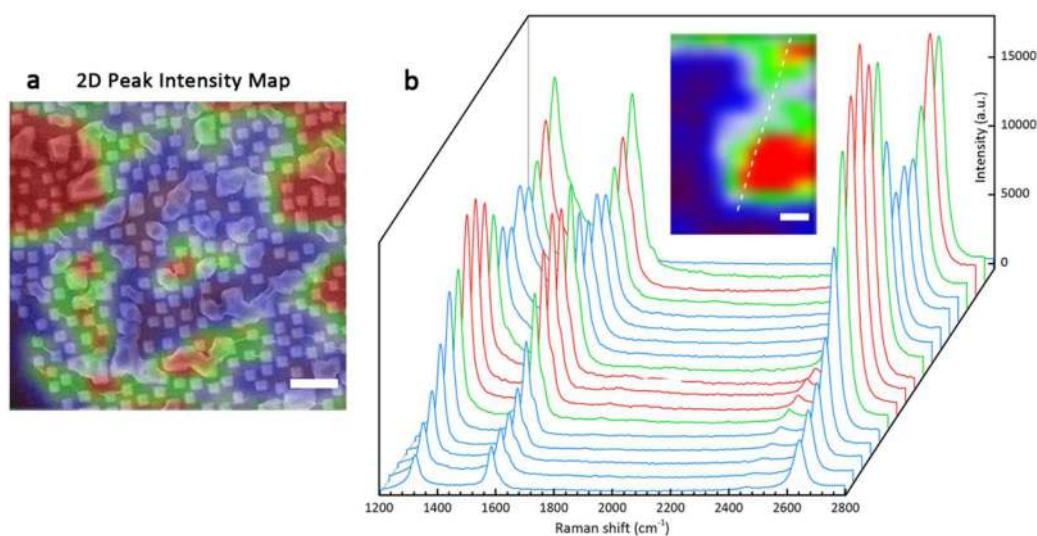 a
2D Peak Intensity Map
b
15000
10000
5000
0
Intensity (a.u.)
1200
1400
1600
1800
2000
2200
2400
2600
2800
Raman shift (cm⁻¹)